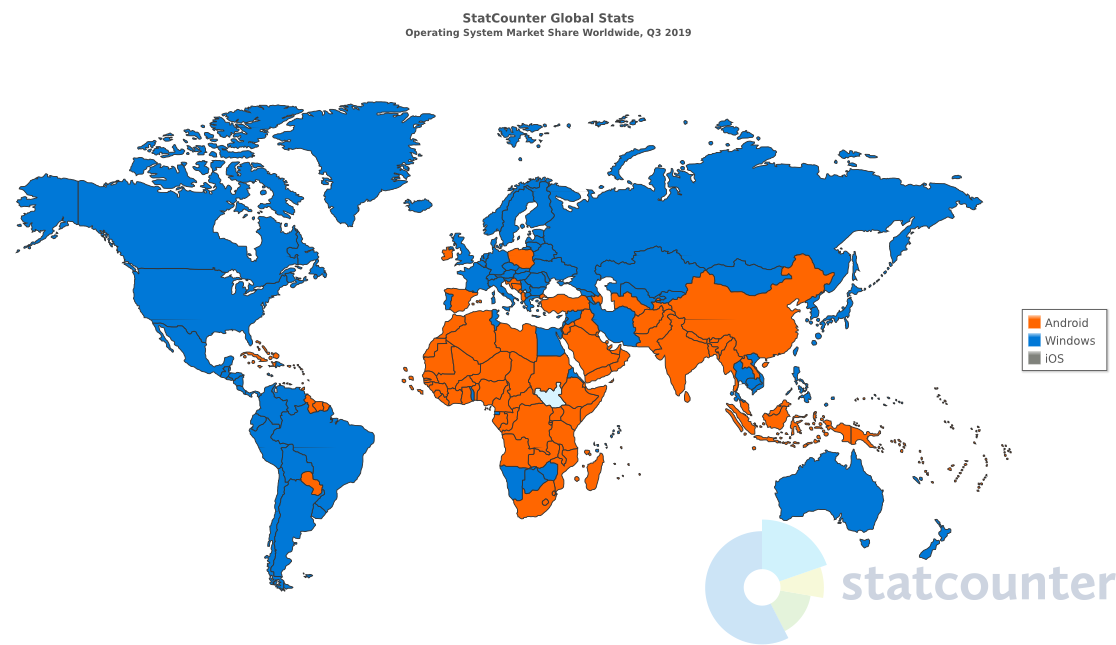 StatCounter Global Stats
Operating System Market Share Worldwide, Q3 2019
Android
Windows
iOS
statcounter